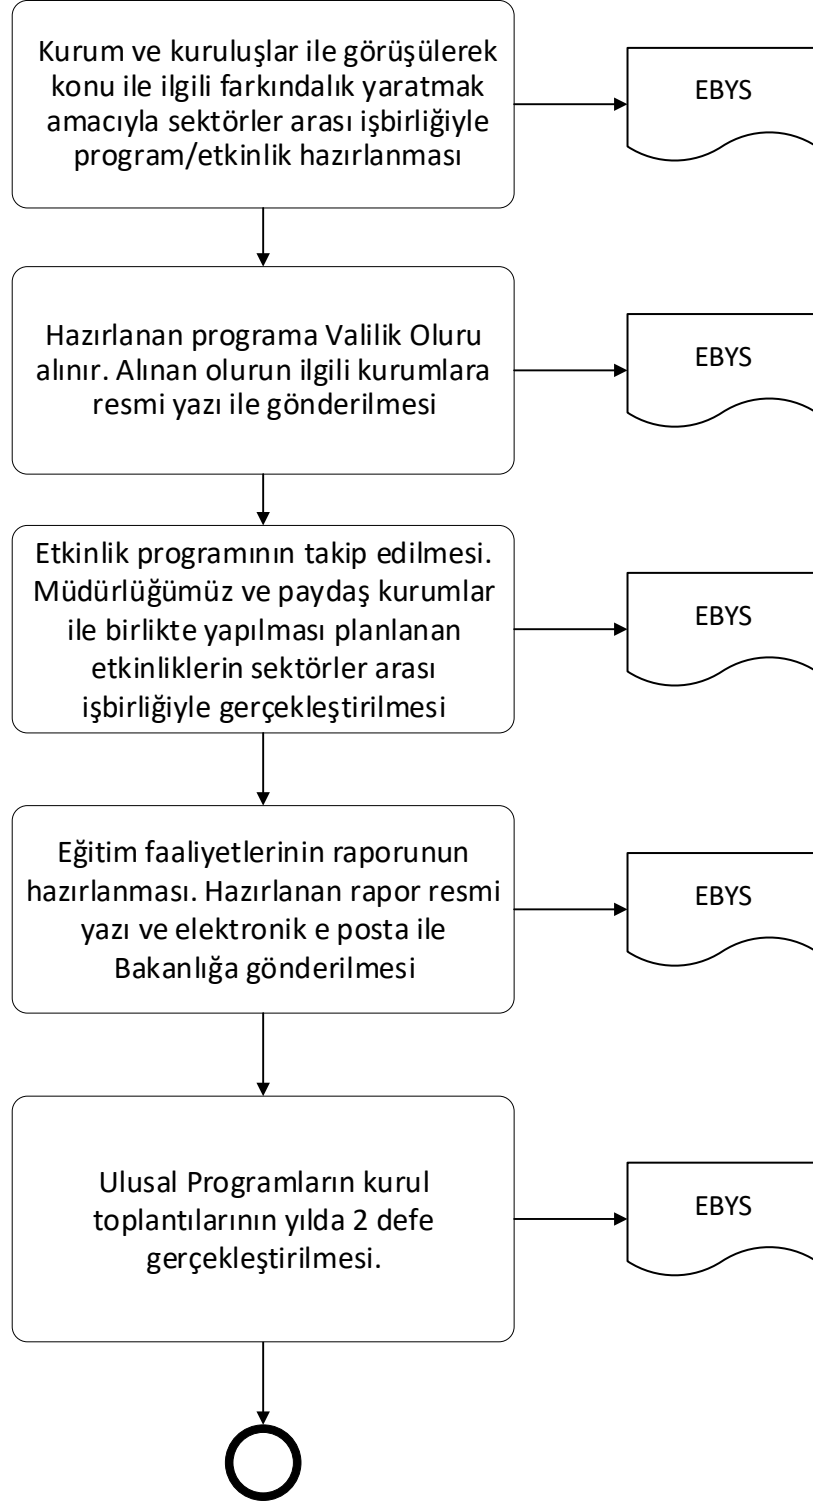 Kurum ve kuruluşlar ile görüşülerek
konu ile ilgili farkındalık yaratmak
amacıyla sektörler arası işbirliğiyle
program/etkinlik hazırlanması
EBYS
Hazırlanan programa Valilik Oluru
alınır. Alınan olurun ilgili kurumlara
resmi yazı ile gönderilmesi
EBYS
Etkinlik programının takip edilmesi.
Müdürlüğümüz ve paydaş kurumlar
ile birlikte yapılması planlanan
etkinliklerin sektörler arası
işbirliğiyle gerçekleştirilmesi
EBYS
Eğitim faaliyetlerinin raporunun
hazırlanması. Hazırlanan rapor resmi
yazı ve elektronik e posta ile
Bakanlığa gönderilmesi
EBYS
Ulusal Programların kurul
toplantılarının yılda 2 defe
gerçekleştirilmesi.
EBYS